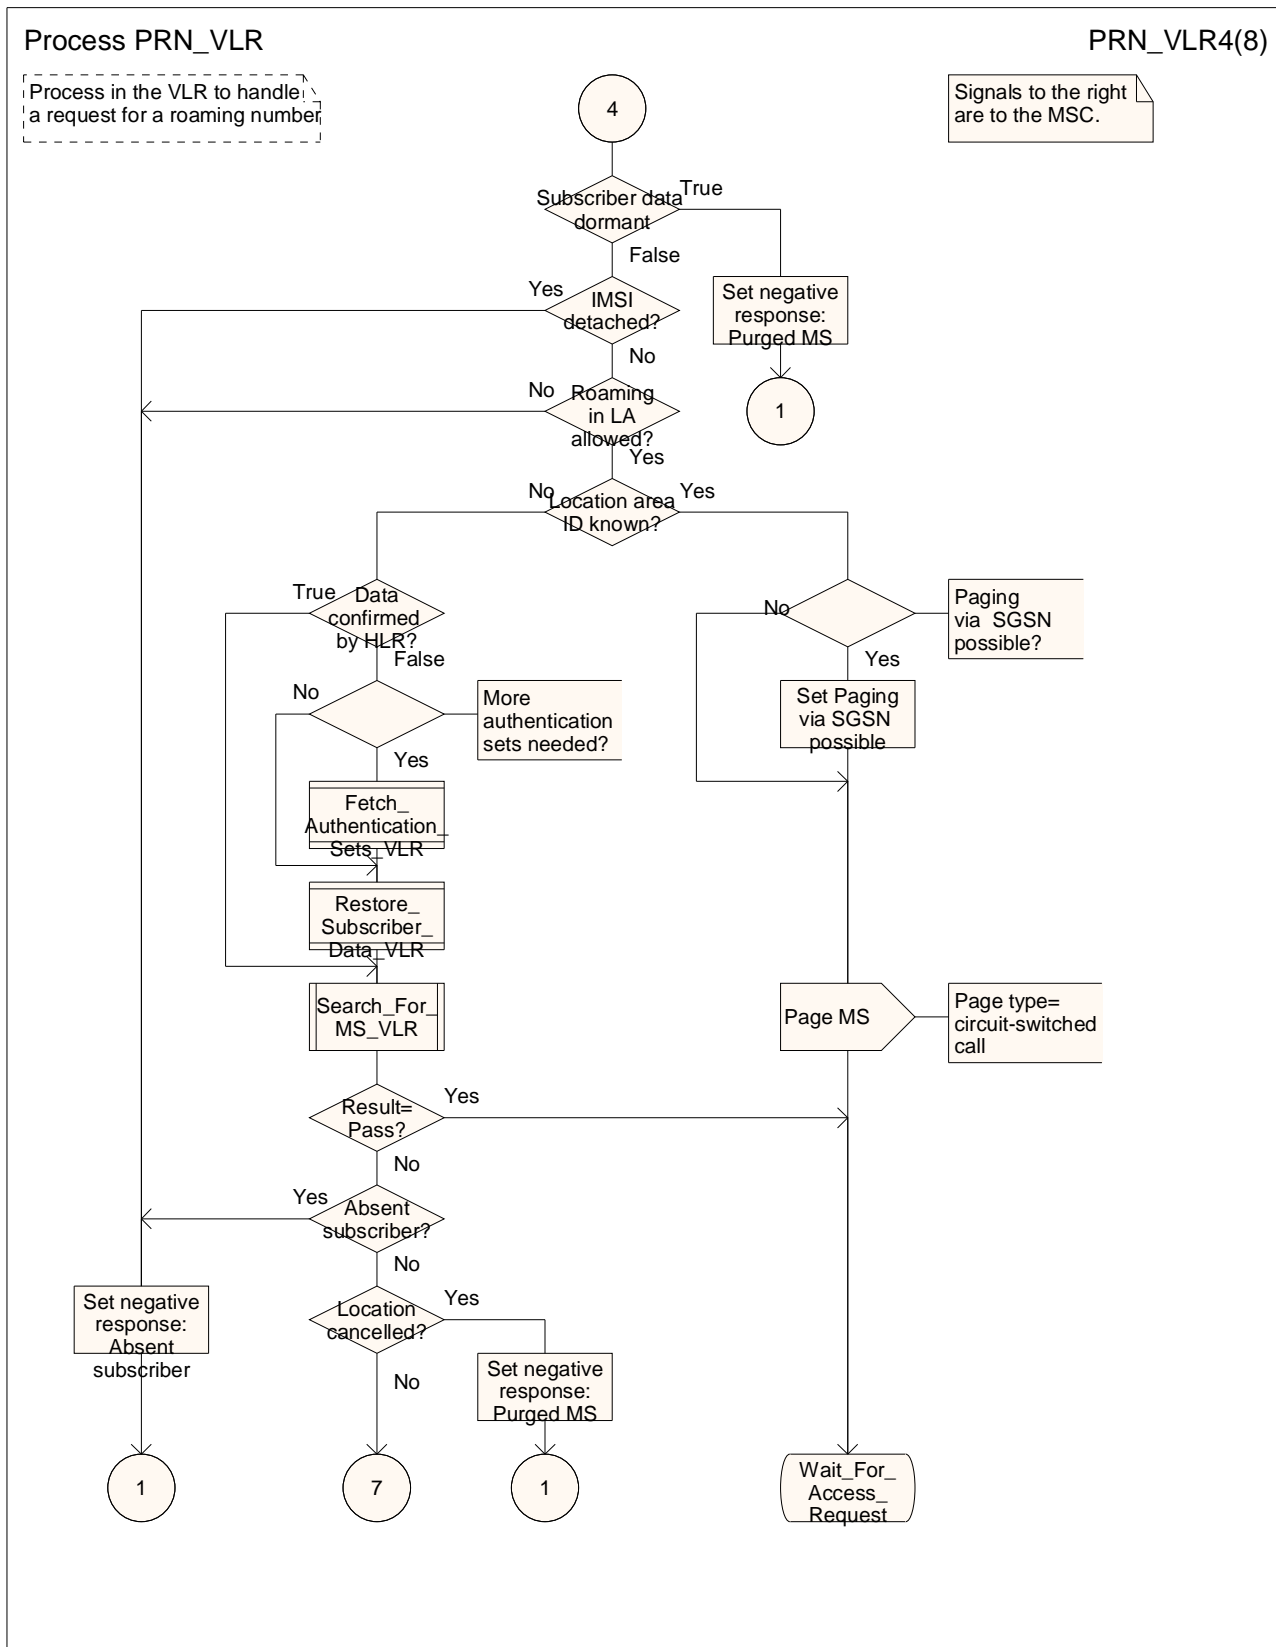 Process PRN_VLR
PRN_VLR4(8)
Process in the VLR to handle
a request for a roaming number
4
Signals to the right
are to the MSC.
Subscriber data
dormant
True
False
Yes
IMSI
detached?
Set negative
response:
Purged MS
No
No
Roaming
in LA
allowed?
1
Yes
No
Location area
ID known?
Yes
True
Data
confirmed
by HLR?
No
Paging
via SGSN
possible?
False
Yes
No
More
authentication
sets needed?
Set Paging
via SGSN
possible
Yes
Fetch_
Authentication_
Sets_VLR
Restore_
Subscriber_
Data_VLR
Search_For_
MS_VLR
Page MS
Page type=
circuit-switched
call
Result=
Pass?
Yes
No
Yes
Absent
subscriber?
No
Set negative
response:
Absent
subscriber
Location
cancelled?
Yes
No
Set negative
response:
Purged MS
1
7
1
Wait_For_
Access_
Request